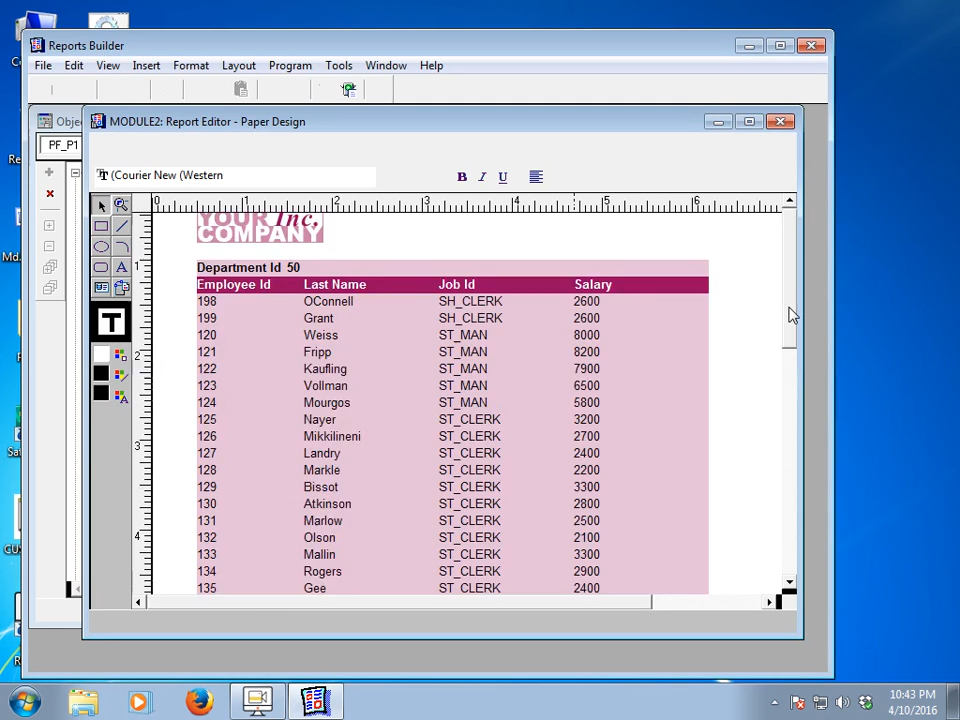 Reports Builder
File Edit View Insert Format Layout Program Tools Window Help
MODULE2: Report Editor - Paper Design
PF_P1
(Courier New (Western
B I U
0 1 2 3 4 5 6
YOUR Inc.
COMPANY
Department Id 50
Employee Id Last Name Job Id Salary
198 OConnell SH_CLERK 2600
199 Grant SH_CLERK 2600
120 Weiss ST_MAN 8000
121 Fripp ST_MAN 8200
122 Kaufling ST_MAN 7900
123 Vollman ST_MAN 6500
124 Mourgos ST_MAN 5800
125 Nayer ST_CLERK 3200
126 Mikkilineni ST_CLERK 2700
127 Landry ST_CLERK 2400
128 Markle ST_CLERK 2200
129 Bissot ST_CLERK 3300
130 Atkinson ST_CLERK 2800
131 Marlow ST_CLERK 2500
132 Olson ST_CLERK 2100
133 Mallin ST_CLERK 3300
134 Rogers ST_CLERK 2900
135 Gee ST_CLERK 2400
1
2
3
4
10:43 PM
4/10/2016